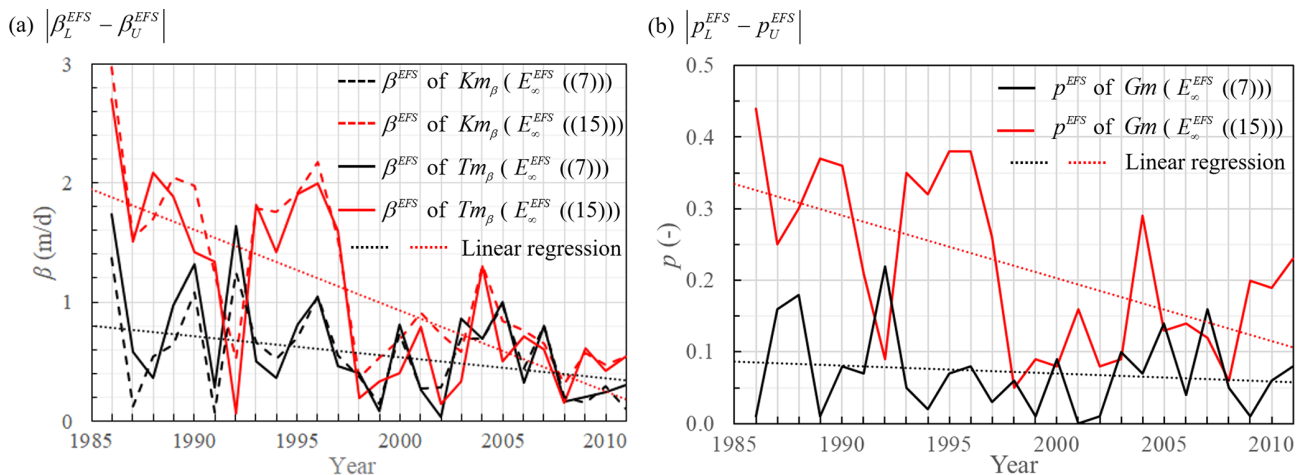 (a) |β_L^EFS − β_U^EFS|
3
2
1
0
β (m/d)
β^EFS of Km_β ( E_∞^EFS ((7)))
β^EFS of Km_β ( E_∞^EFS ((15)))
β^EFS of Tm_β ( E_∞^EFS ((7)))
β^EFS of Tm_β ( E_∞^EFS ((15)))
Linear regression
1985 1990 1995 2000 2005 2010
Year
(b) |p_L^EFS − p_U^EFS|
0.5
0.4
0.3
0.2
0.1
0.0
p (-)
p^EFS of Gm ( E_∞^EFS ((7)))
p^EFS of Gm ( E_∞^EFS ((15)))
Linear regression
1985 1990 1995 2000 2005 2010
Year